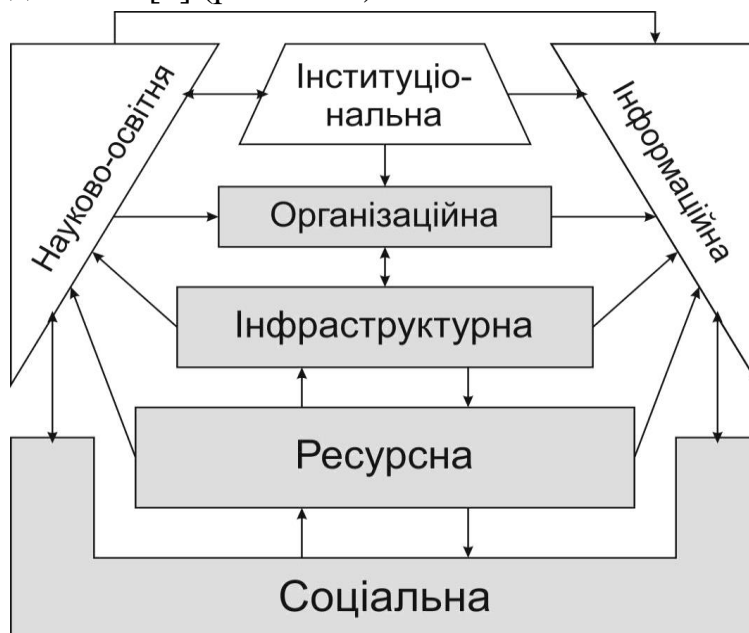 Інституціо-
нальна
Науково-освітня
Інформаційна
Організаційна
Інфраструктурна
Ресурсна
Соціальна